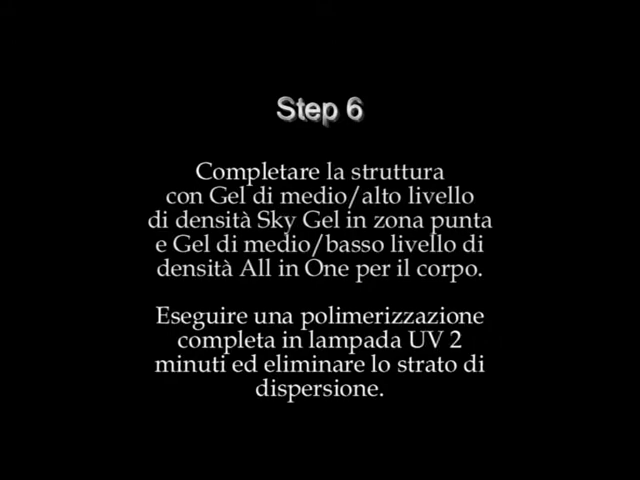 Step 6
Completare la struttura
con Gel di medio/alto livello
di densità Sky Gel in zona punta
e Gel di medio/basso livello di
densità All in One per il corpo.
Eseguire una polimerizzazione
completa in lampada UV 2
minuti ed eliminare lo strato di
dispersione.